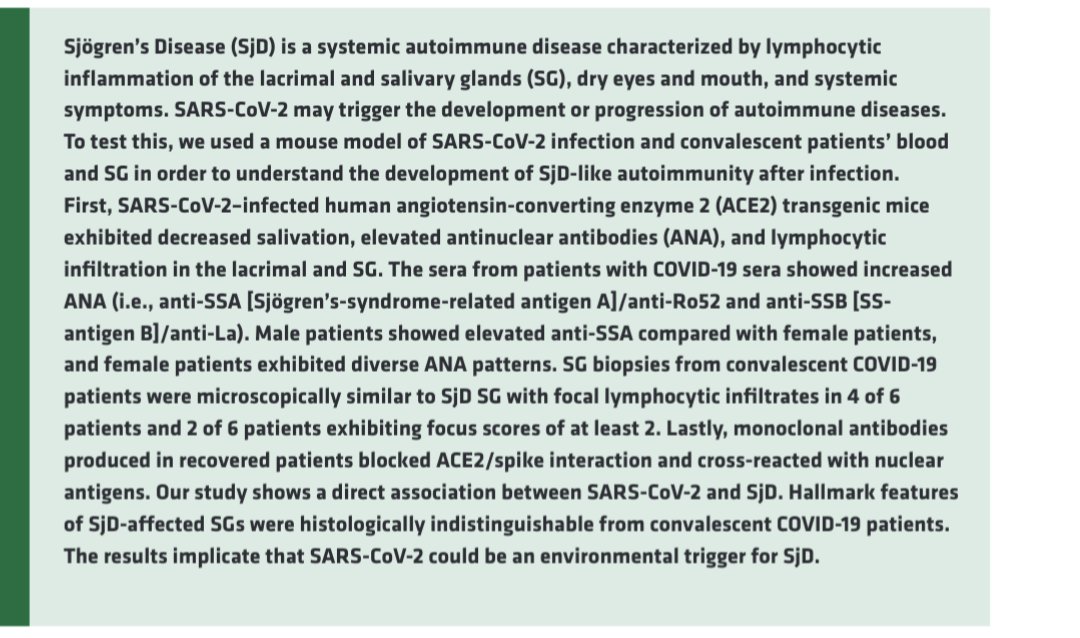 Sjögren's Disease (SjD) is a systemic autoimmune disease characterized by lymphocytic
inflammation of the lacrimal and salivary glands (SG), dry eyes and mouth, and systemic
symptoms. SARS-CoV-2 may trigger the development or progression of autoimmune diseases.
To test this, we used a mouse model of SARS-CoV-2 infection and convalescent patients' blood
and SG in order to understand the development of SjD-like autoimmunity after infection.
First, SARS-CoV-2–infected human angiotensin-converting enzyme 2 (ACE2) transgenic mice
exhibited decreased salivation, elevated antinuclear antibodies (ANA), and lymphocytic
infiltration in the lacrimal and SG. The sera from patients with COVID-19 sera showed increased
ANA (i.e., anti-SSA [Sjögren's-syndrome-related antigen A]/anti-Ro52 and anti-SSB [SS-
antigen B]/anti-La). Male patients showed elevated anti-SSA compared with female patients,
and female patients exhibited diverse ANA patterns. SG biopsies from convalescent COVID-19
patients were microscopically similar to SjD SG with focal lymphocytic infiltrates in 4 of 6
patients and 2 of 6 patients exhibiting focus scores of at least 2. Lastly, monoclonal antibodies
produced in recovered patients blocked ACE2/spike interaction and cross-reacted with nuclear
antigens. Our study shows a direct association between SARS-CoV-2 and SjD. Hallmark features
of SjD-affected SGs were histologically indistinguishable from convalescent COVID-19 patients.
The results implicate that SARS-CoV-2 could be an environmental trigger for SjD.